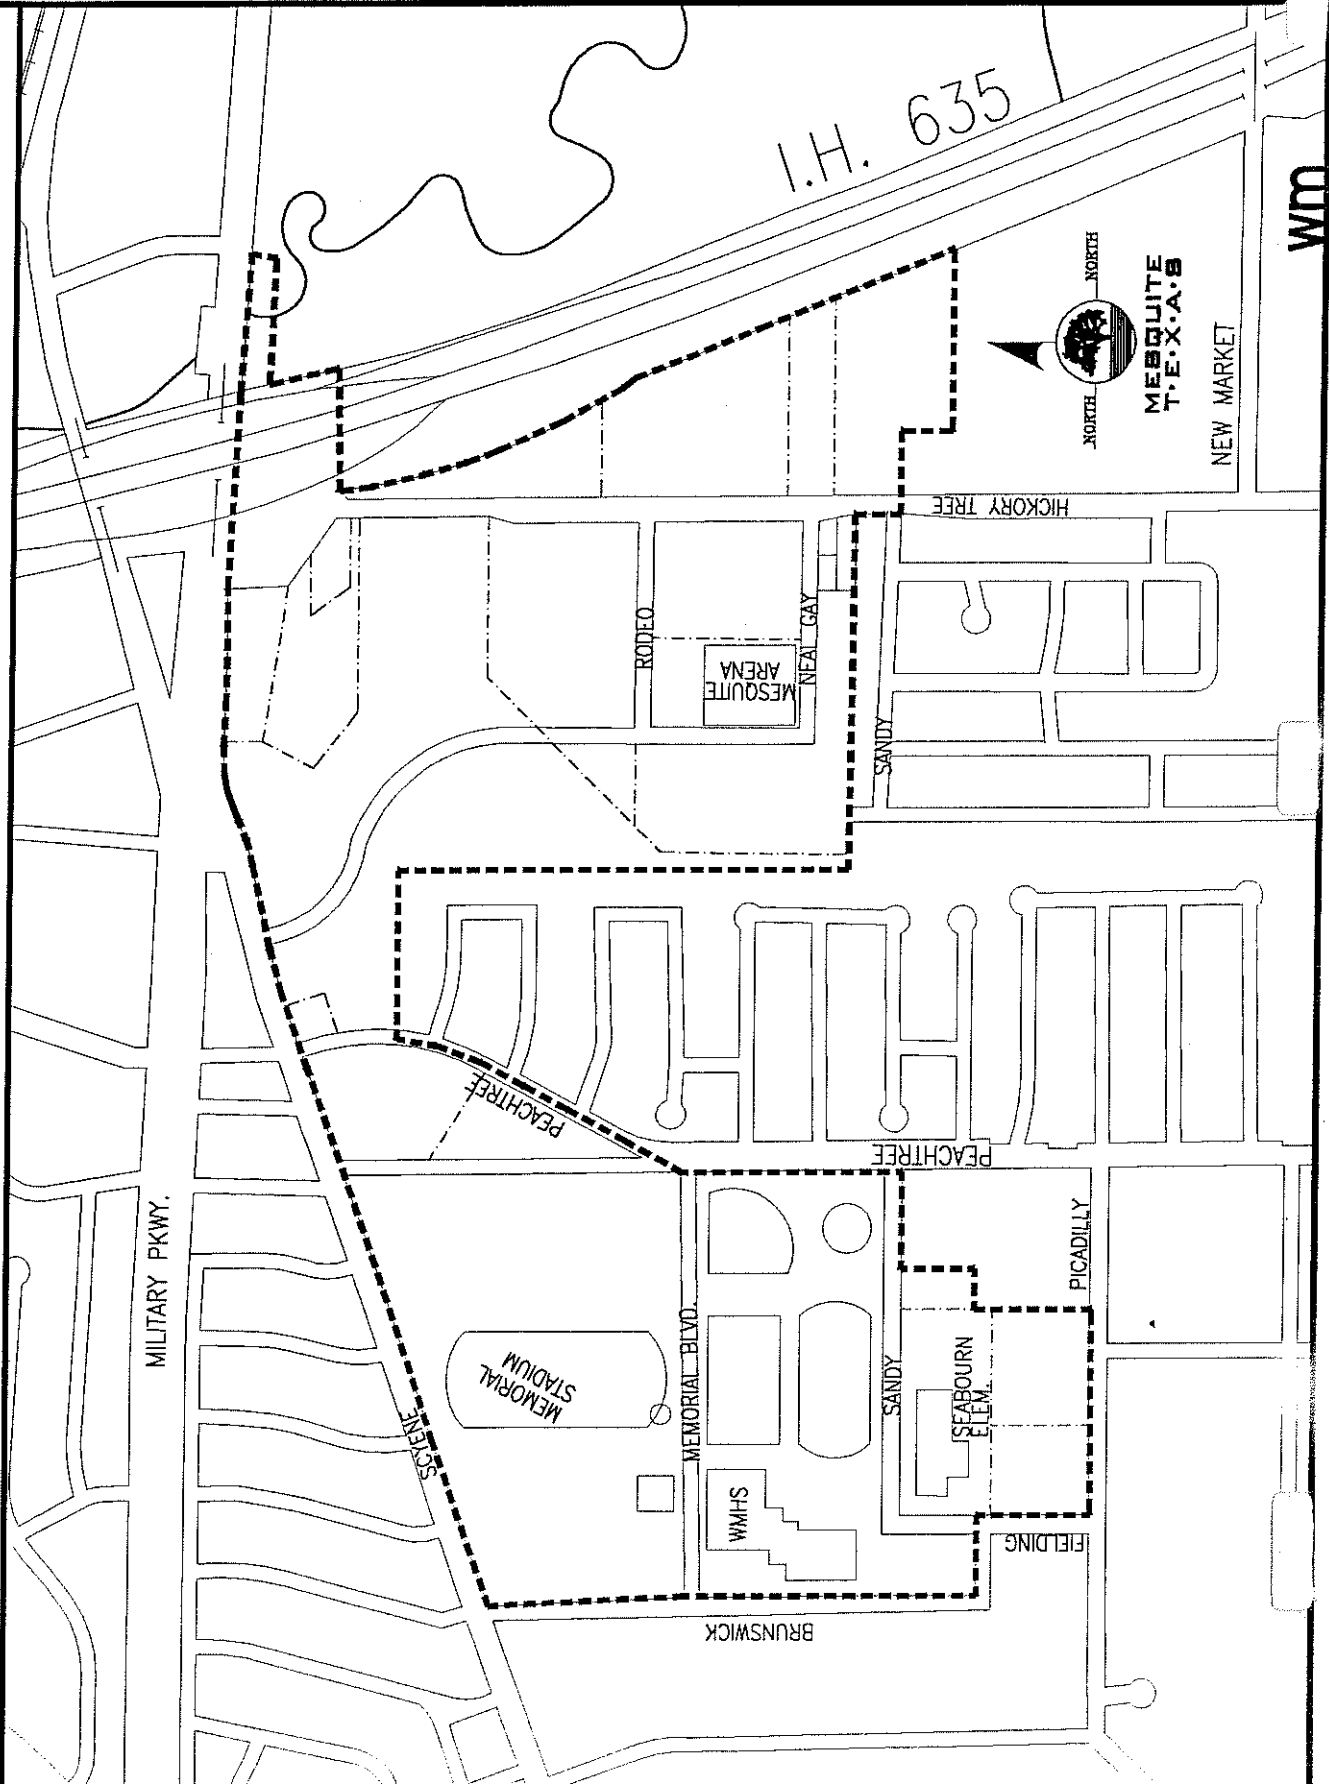 I.H. 635
wm
NORTH
NORTH
MESQUITE
T·E·X·A·S
NEW MARKET
HICKORY TREE
RODEO
MESQUITE
ARENA
NEAL GAY
SANDY
PEACHTREE
PEACHTREE
MILITARY PKWY.
PICADILLY
MEMORIAL
STADIUM
MEMORIAL BLVD.
SANDY
SEABOURN
ELEM.
SCYENE
WMHS
FIELDING
BRUNSWICK